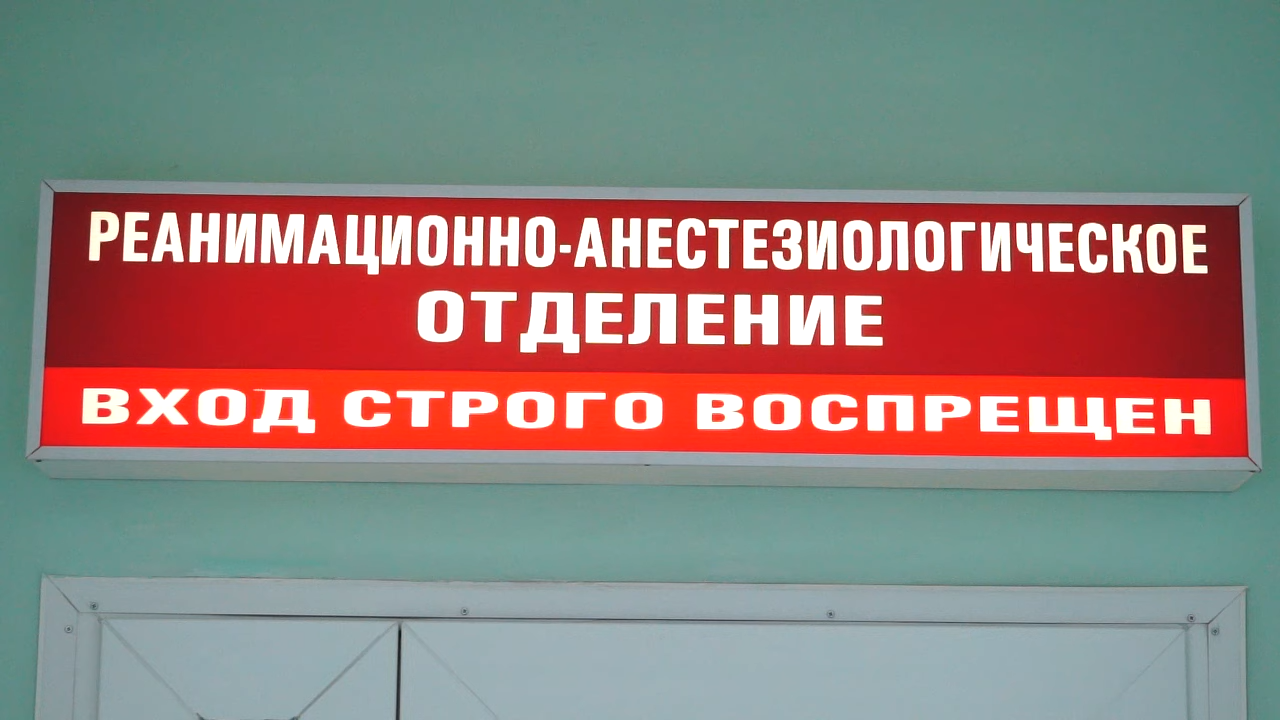 РЕАНИМАЦИОННО-АНЕСТЕЗИОЛОГИЧЕСКОЕ
ОТДЕЛЕНИЕ
ВХОД СТРОГО ВОСПРЕЩЕН